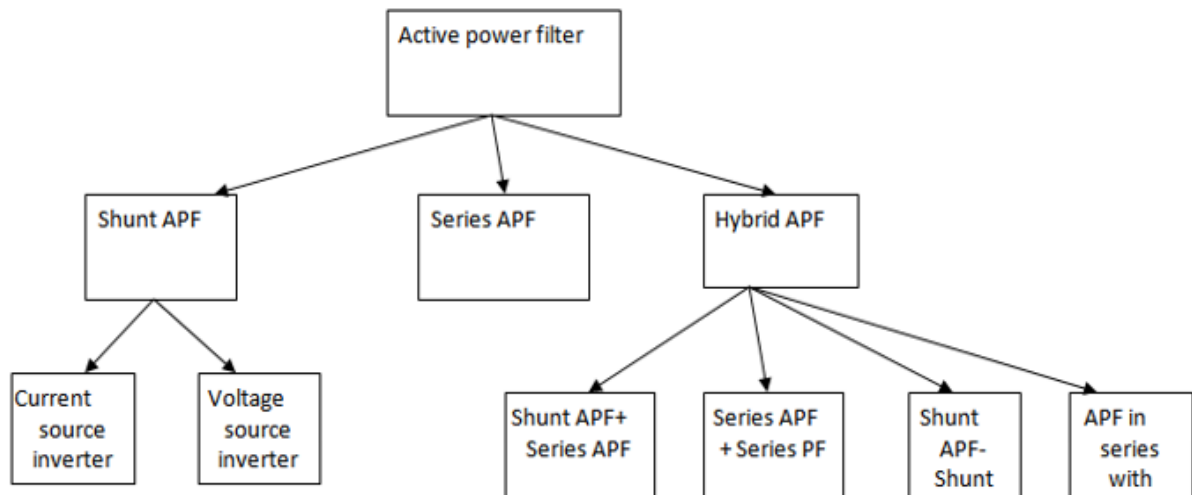 Active power filter
Shunt APF
Series APF
Hybrid APF
Current
source
inverter
Voltage
source
inverter
Shunt APF+
Series APF
Series APF
+ Series PF
Shunt
APF-
Shunt
APF in
series
with